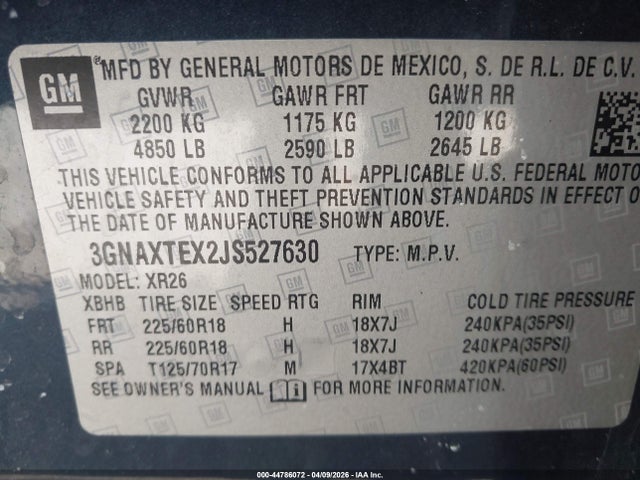 GM
MFD BY GENERAL MOTORS DE MEXICO, S. DE R.L. DE C.V.
GVWR GAWR FRT GAWR RR
2200 KG 1175 KG 1200 KG
4850 LB 2590 LB 2645 LB
THIS VEHICLE CONFORMS TO ALL APPLICABLE U.S. FEDERAL MOTO
VEHICLE SAFETY AND THEFT PREVENTION STANDARDS IN EFFECT O
THE DATE OF MANUFACTURE SHOWN ABOVE.
3GNAXTEX2JS527630 TYPE: M.P.V.
MODEL: XR26
XBHB TIRE SIZE SPEED RTG RIM COLD TIRE PRESSURE
FRT 225/60R18 H 18X7J 240KPA(35PSI)
RR 225/60R18 H 18X7J 240KPA(35PSI)
SPA T125/70R17 M 17X4BT 420KPA(60PSI)
SEE OWNER'S MANUAL FOR MORE INFORMATION.
000-44786072 - 04/09/2026 - IAA Inc.